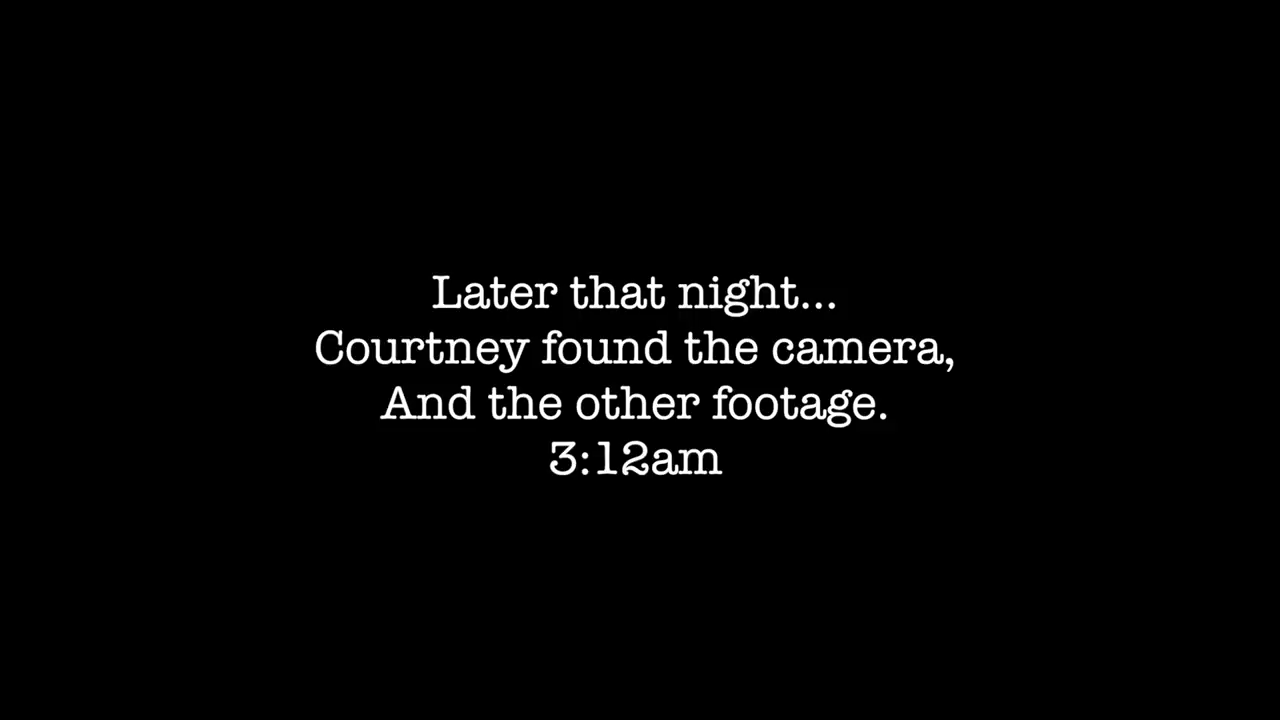 Later that night...
Courtney found the camera,
And the other footage.
3:12am